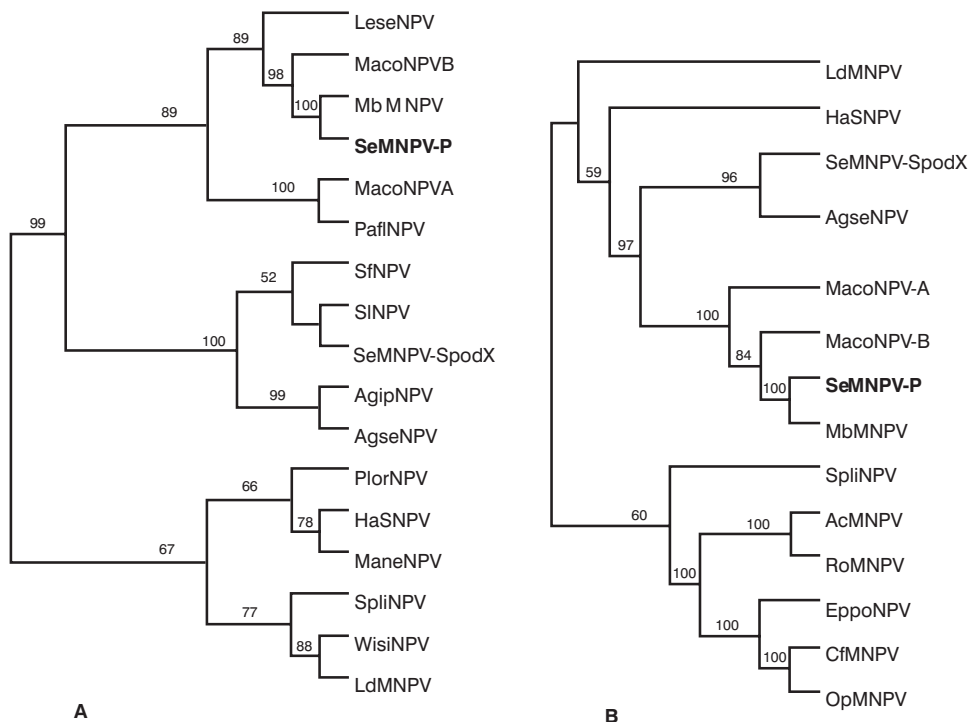 LeseNPV
89
MacoNPVB
98
Mb M NPV
100
SeMNPV-P
89
MacoNPVA
100
PaflNPV
99
SfNPV
52
SlNPV
SeMNPV-SpodX
100
AgipNPV
99
AgseNPV
PlorNPV
66
HaSNPV
78
ManeNPV
67
SpliNPV
77
WisiNPV
88
LdMNPV
A
LdMNPV
HaSNPV
59
SeMNPV-SpodX
96
AgseNPV
97
MacoNPV-A
100
MacoNPV-B
84
SeMNPV-P
100
MbMNPV
SpliNPV
60
AcMNPV
100
RoMNPV
100
EppoNPV
100
CfMNPV
100
OpMNPV
B